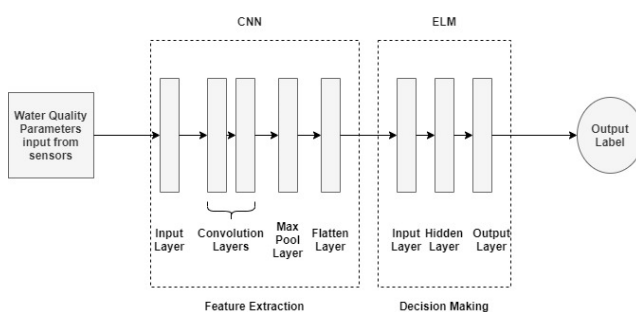 CNN
ELM
Water Quality
Parameters
input from
sensors
Output
Label
Input
Layer
Convolution
Layers
Max
Pool
Layer
Flatten
Layer
Input
Layer
Hidden
Layer
Output
Layer
Feature Extraction
Decision Making